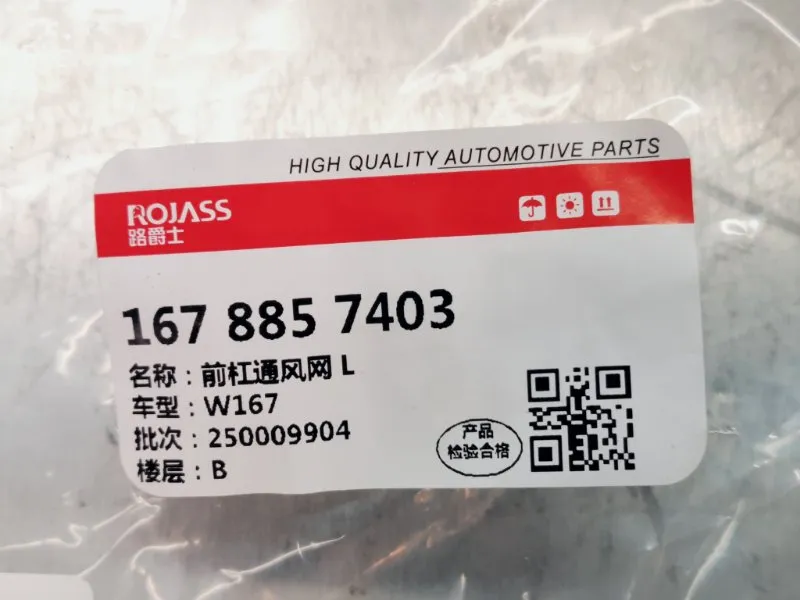 HIGH QUALITY AUTOMOTIVE PARTS
ROJASS
路爵士
167 885 7403
名称：前杠通风网 L
车型：W167
批次：250009904
楼层：B
产品
检验合格